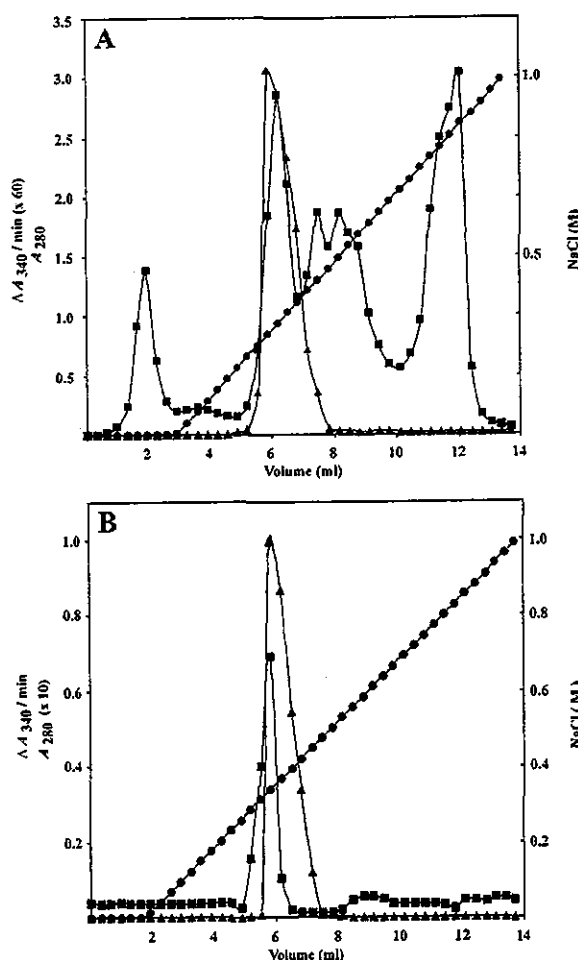 A
3.5
3.0
2.5
2.0
1.5
1.0
0.5
ΔA 340 / min (x 60)
A 280
1.0
0.5
NaCl (M)
2 4 6 8 10 12 14
Volume (ml)
B
1.0
0.8
0.6
0.4
0.2
ΔA 340 / min
A 280 (x 10)
1.0
0.8
0.6
0.4
0.2
NaCl (M)
2 4 6 8 10 12 14
Volume (ml)